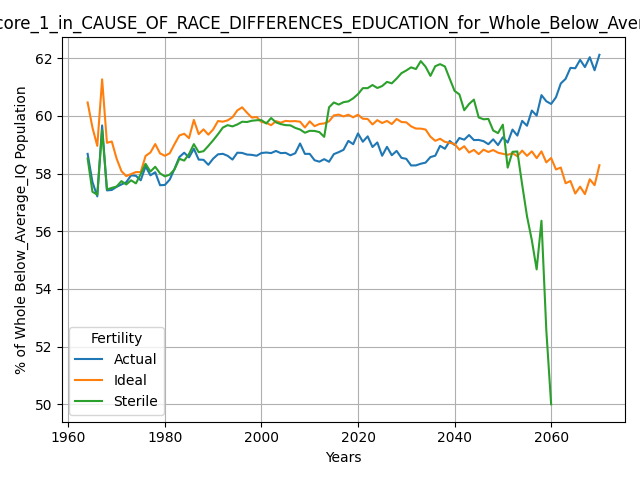 core_1_in_CAUSE_OF_RACE_DIFFERENCES_EDUCATION_for_Whole_Below_Aver
% of Whole Below_Average_IQ Population
62
60
58
56
54
52
50
Fertility
Actual
Ideal
Sterile
1960
1980
2000
2020
2040
2060
Years